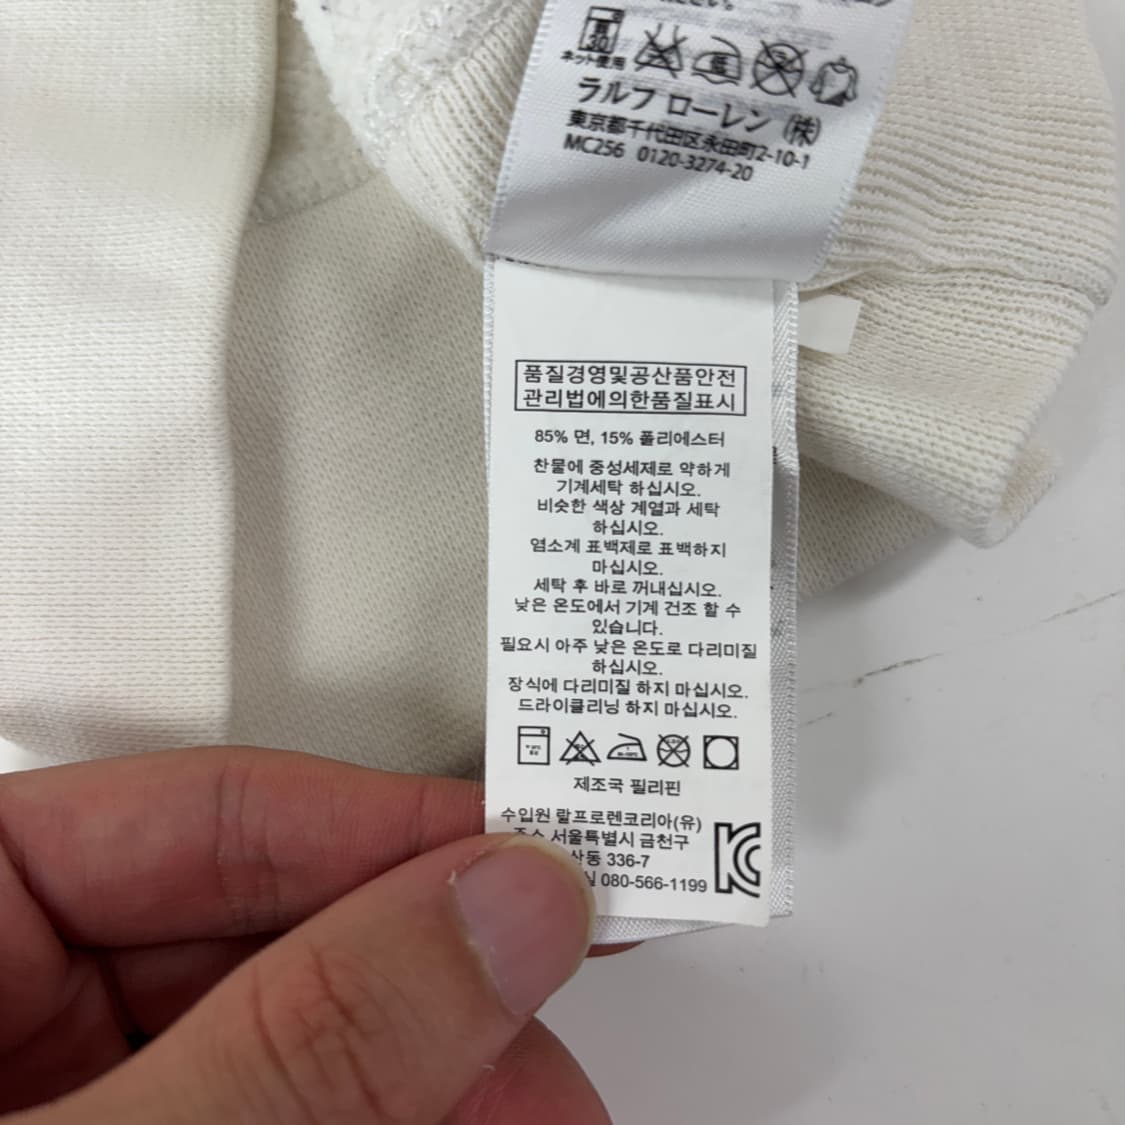 ネット使用
ラルフ ローレン (株)
東京都千代田区永田町2-10-1
MC256 0120-3274-20
품질경영및공산품안전
관리법에의한품질표시
85% 면, 15% 폴리에스터
찬물에 중성세제로 약하게
기계세탁 하십시오.
비슷한 색상 계열과 세탁
하십시오.
염소계 표백제로 표백하지
마십시오.
세탁 후 바로 꺼내십시오.
낮은 온도에서 기계 건조 할 수
있습니다.
필요시 아주 낮은 온도로 다리미질
하십시오.
장식에 다리미질 하지 마십시오.
드라이클리닝 하지 마십시오.
제조국 필리핀
수입원 랄프로렌코리아(유)
주소 서울특별시 금천구
336-7
080-566-1199